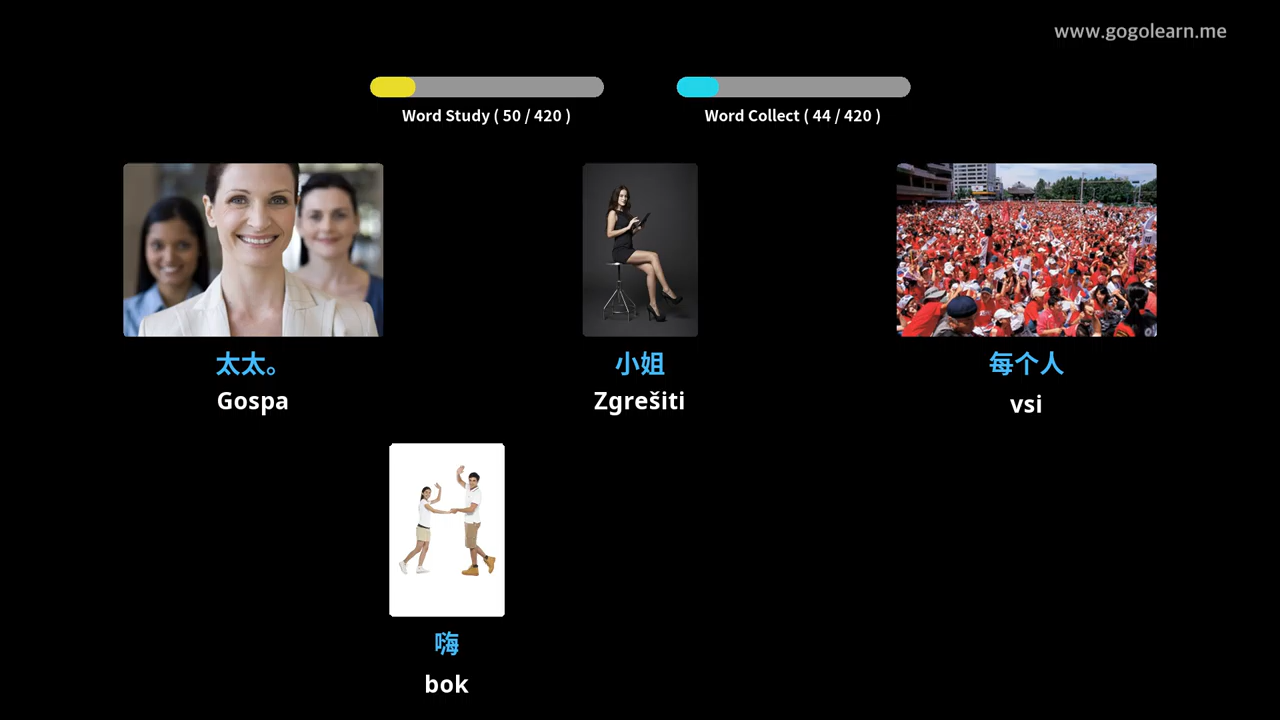 www.gogolearn.me
Word Study ( 50 / 420 )
Word Collect ( 44 / 420 )
太太。
Gospa
小姐
Zgrešiti
每个人
vsi
嗨
bok